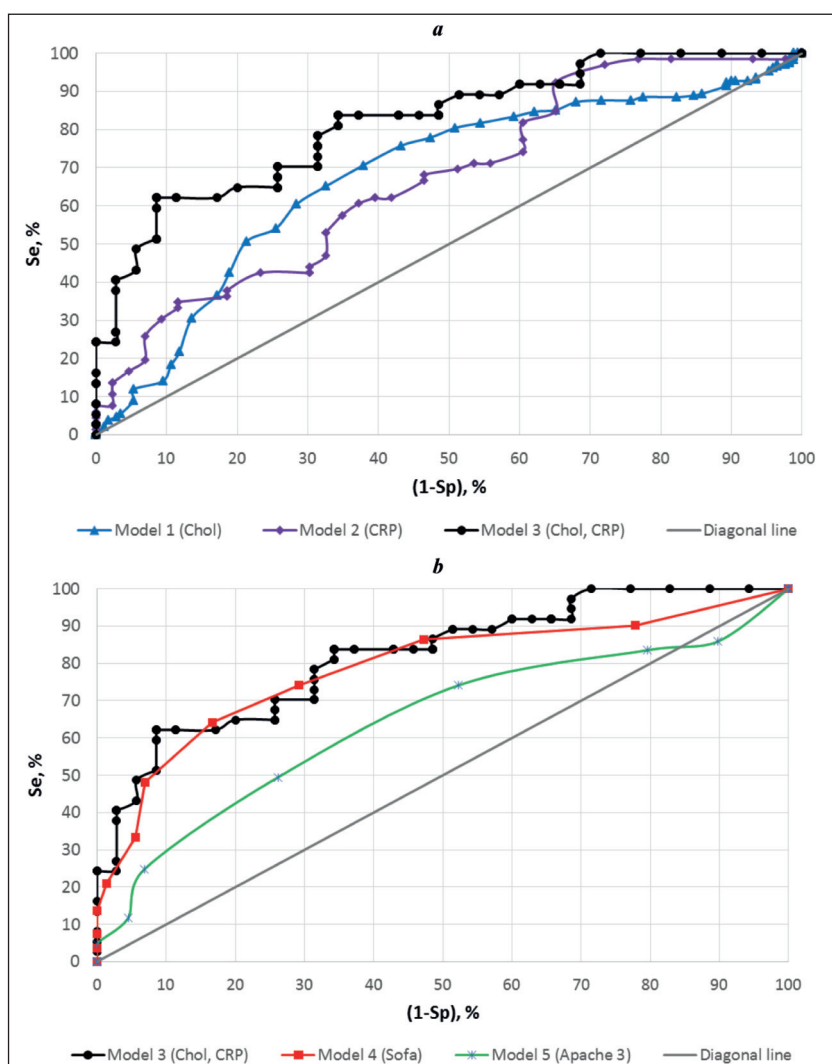 a
100
90
80
70
60
50
40
30
20
10
0
Se, %
0 10 20 30 40 50 60 70 80 90 100
(1-Sp), %
Model 1 (Chol) Model 2 (CRP) Model 3 (Chol, CRP) Diagonal line
b
100
90
80
70
60
50
40
30
20
10
0
Se, %
0 10 20 30 40 50 60 70 80 90 100
(1-Sp), %
Model 3 (Chol, CRP) Model 4 (Sofa) Model 5 (Apache 3) Diagonal line